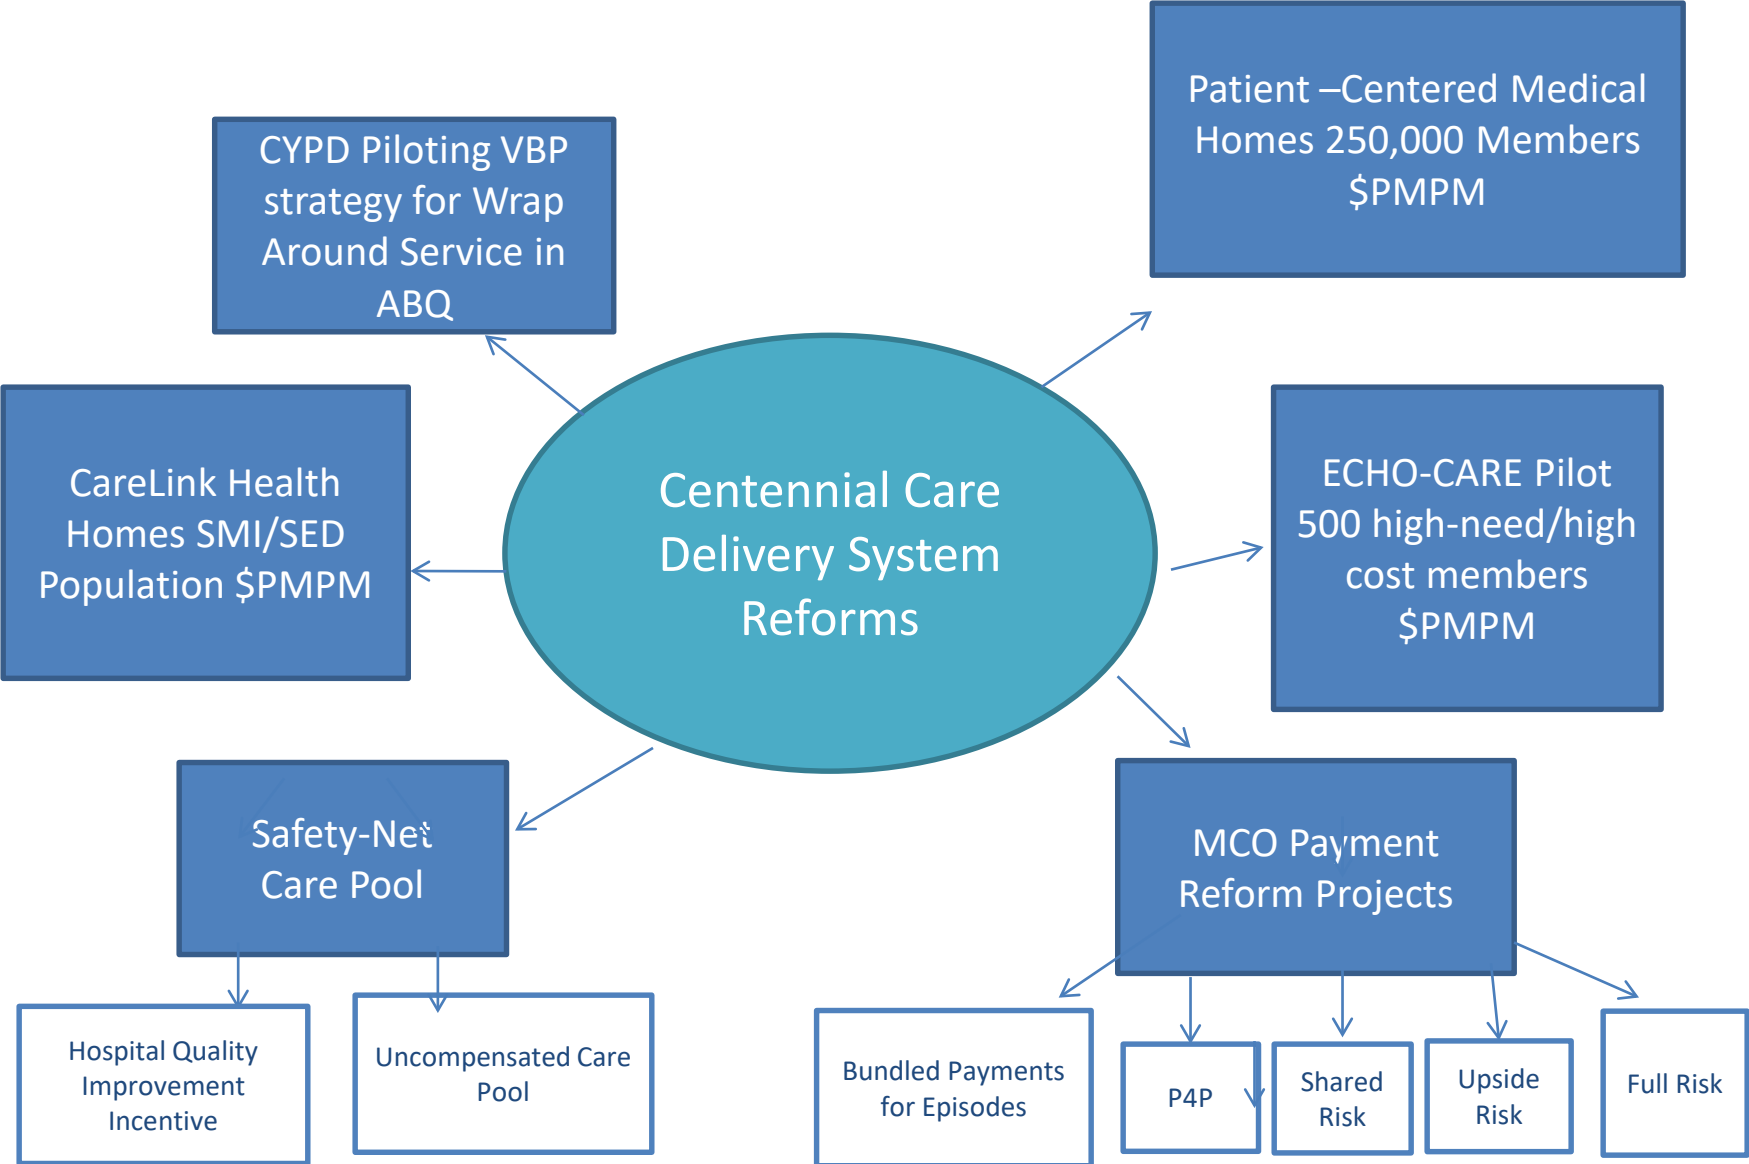 Patient –Centered Medical
Homes 250,000 Members
$PMPM
CYPD Piloting VBP
strategy for Wrap
Around Service in
ABQ
CareLink Health
Homes SMI/SED
Population $PMPM
Centennial Care
Delivery System
Reforms
ECHO-CARE Pilot
500 high-need/high
cost members
$PMPM
Safety-Net
Care Pool
MCO Payment
Reform Projects
Hospital Quality
Improvement
Incentive
Uncompensated Care
Pool
Bundled Payments
for Episodes
P4P
Shared
Risk
Upside
Risk
Full Risk